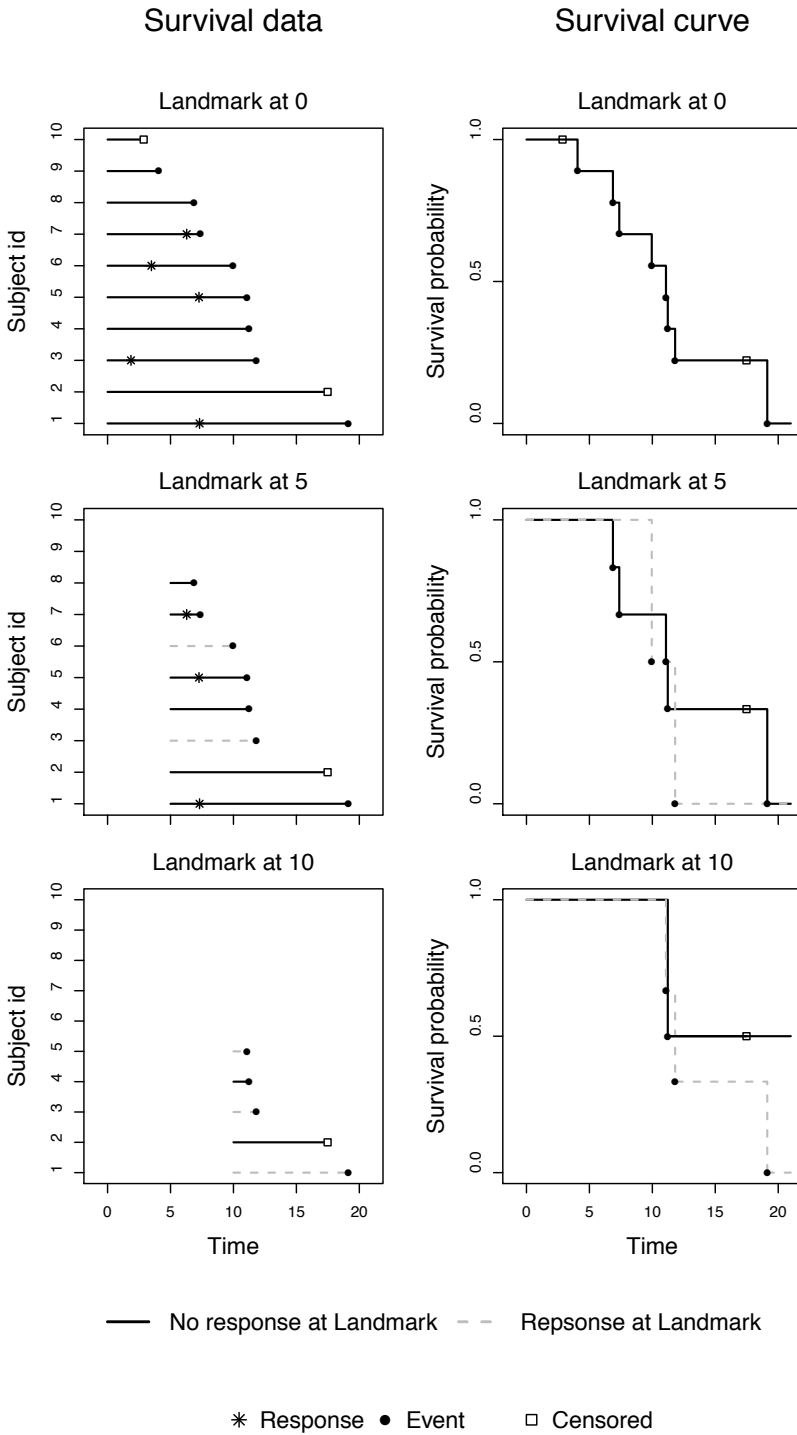 Survival data
Survival curve
Landmark at 0
Subject id
10
9
8
7
6
5
4
3
2
1
Landmark at 0
Survival probability
1.0
0.5
0.0
Landmark at 5
Subject id
10
9
8
7
6
5
4
3
2
1
Landmark at 5
Survival probability
1.0
0.5
0.0
Landmark at 10
Subject id
10
9
8
7
6
5
4
3
2
1
0 5 10 15 20
Time
Landmark at 10
Survival probability
1.0
0.5
0.0
0 5 10 15 20
Time
No response at Landmark
Repsonse at Landmark
Response
Event
Censored